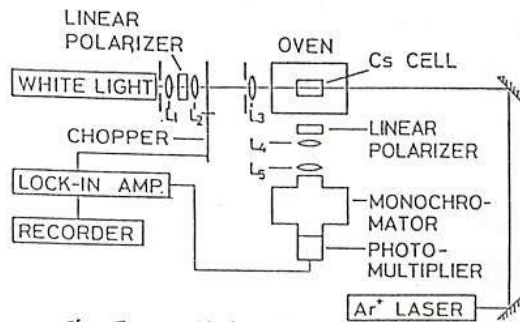 LINEAR
POLARIZER
OVEN
Cs CELL
WHITE LIGHT
L1
L2
L3
CHOPPER
L4
LINEAR
POLARIZER
L5
LOCK-IN AMP.
MONOCHRO-
MATOR
RECORDER
PHOTO-
MULTIPLIER
Ar+ LASER